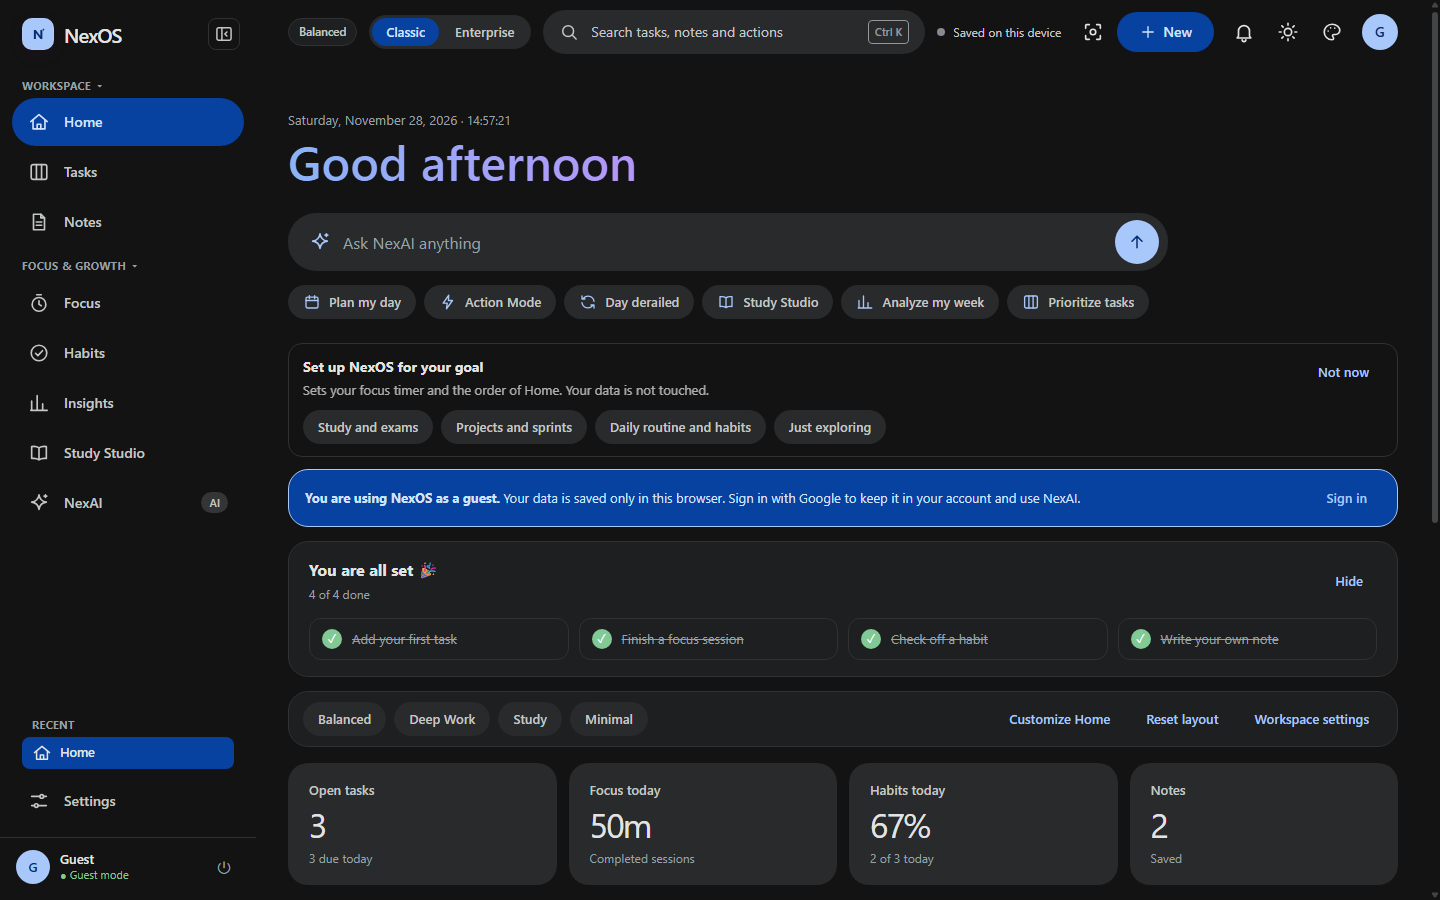 N
NexOS
Balanced
Classic
Enterprise
Search tasks, notes and actions
Ctrl K
Saved on this device
New
G
WORKSPACE
Home
Tasks
Notes
FOCUS & GROWTH
Focus
Habits
Insights
Study Studio
NexAI
AI
RECENT
Home
Settings
G
Guest
Guest mode
Saturday, November 28, 2026 · 14:57:21
Good afternoon
Ask NexAI anything
Plan my day
Action Mode
Day derailed
Study Studio
Analyze my week
Prioritize tasks
Set up NexOS for your goal
Not now
Sets your focus timer and the order of Home. Your data is not touched.
Study and exams
Projects and sprints
Daily routine and habits
Just exploring
You are using NexOS as a guest. Your data is saved only in this browser. Sign in with Google to keep it in your account and use NexAI.
Sign in
You are all set 🎉
4 of 4 done
Hide
Add your first task
Finish a focus session
Check off a habit
Write your own note
Balanced
Deep Work
Study
Minimal
Customize Home
Reset layout
Workspace settings
Open tasks
3
3 due today
Focus today
50m
Completed sessions
Habits today
67%
2 of 3 today
Notes
2
Saved